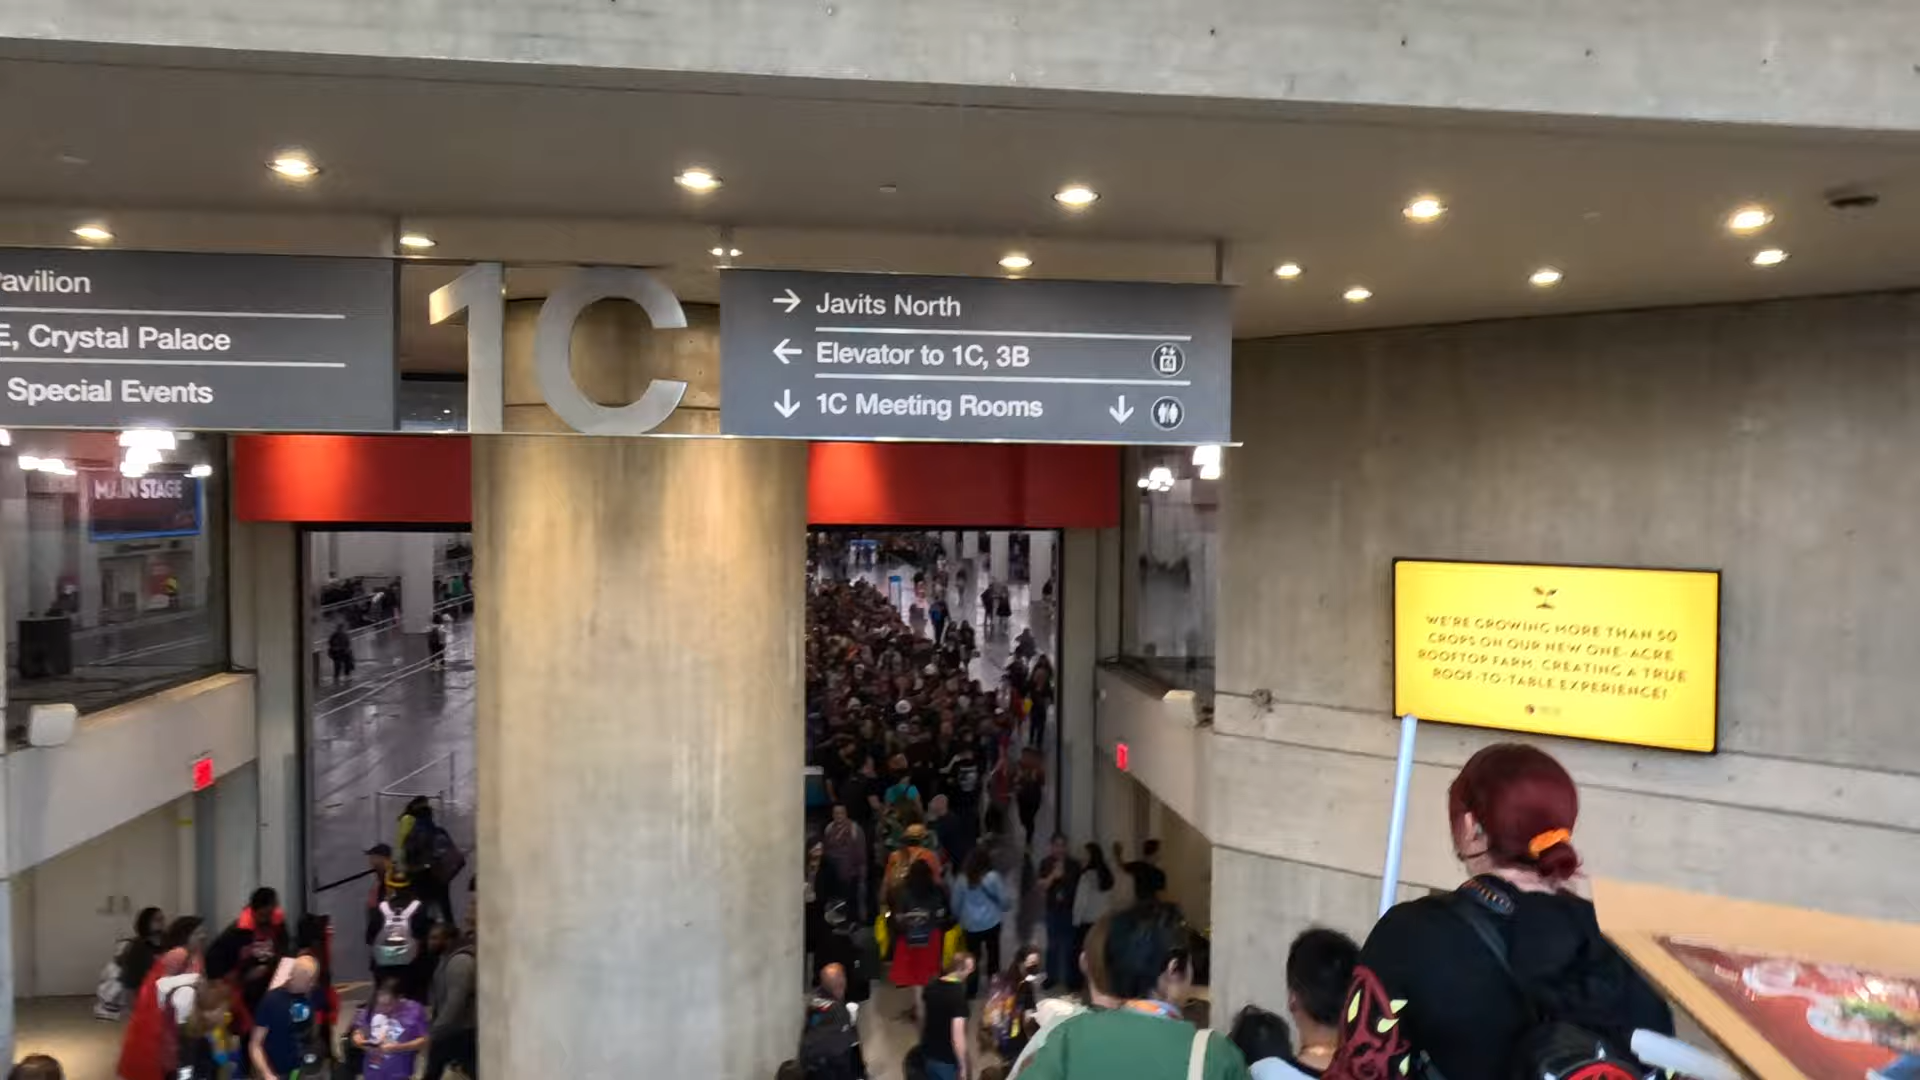 avilion
E, Crystal Palace
Special Events
1C
→ Javits North
← Elevator to 1C, 3B
↓ 1C Meeting Rooms ↓
MAIN STAGE
WE'RE GROWING MORE THAN 50
CROPS ON OUR NEW ONE-ACRE
ROOFTOP FARM, CREATING A TRUE
ROOF-TO-TABLE EXPERIENCE!